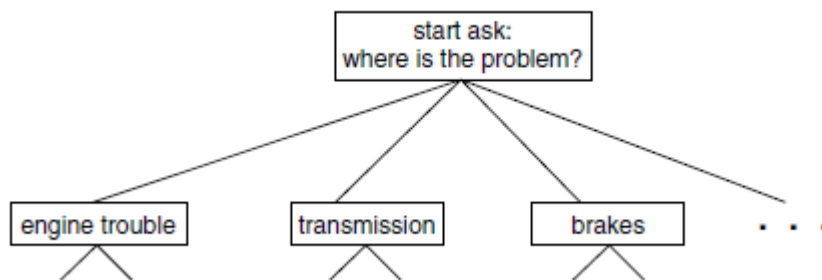 start ask:
where is the problem?
engine trouble
transmission
brakes
. . .